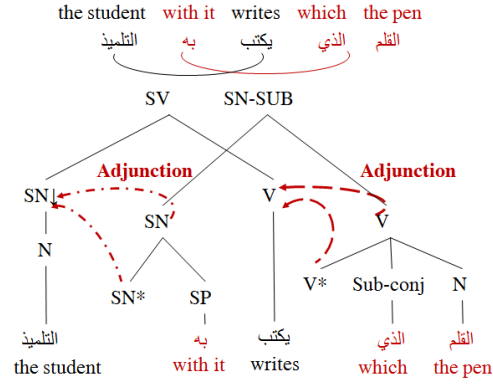 the student with it writes which the pen
التلميذ به يكتب الذي القلم
SV SN-SUB
Adjunction Adjunction
SN↓ SN V V
N
SN* SP V* Sub-conj N
التلميذ به يكتب الذي القلم
the student with it writes which the pen